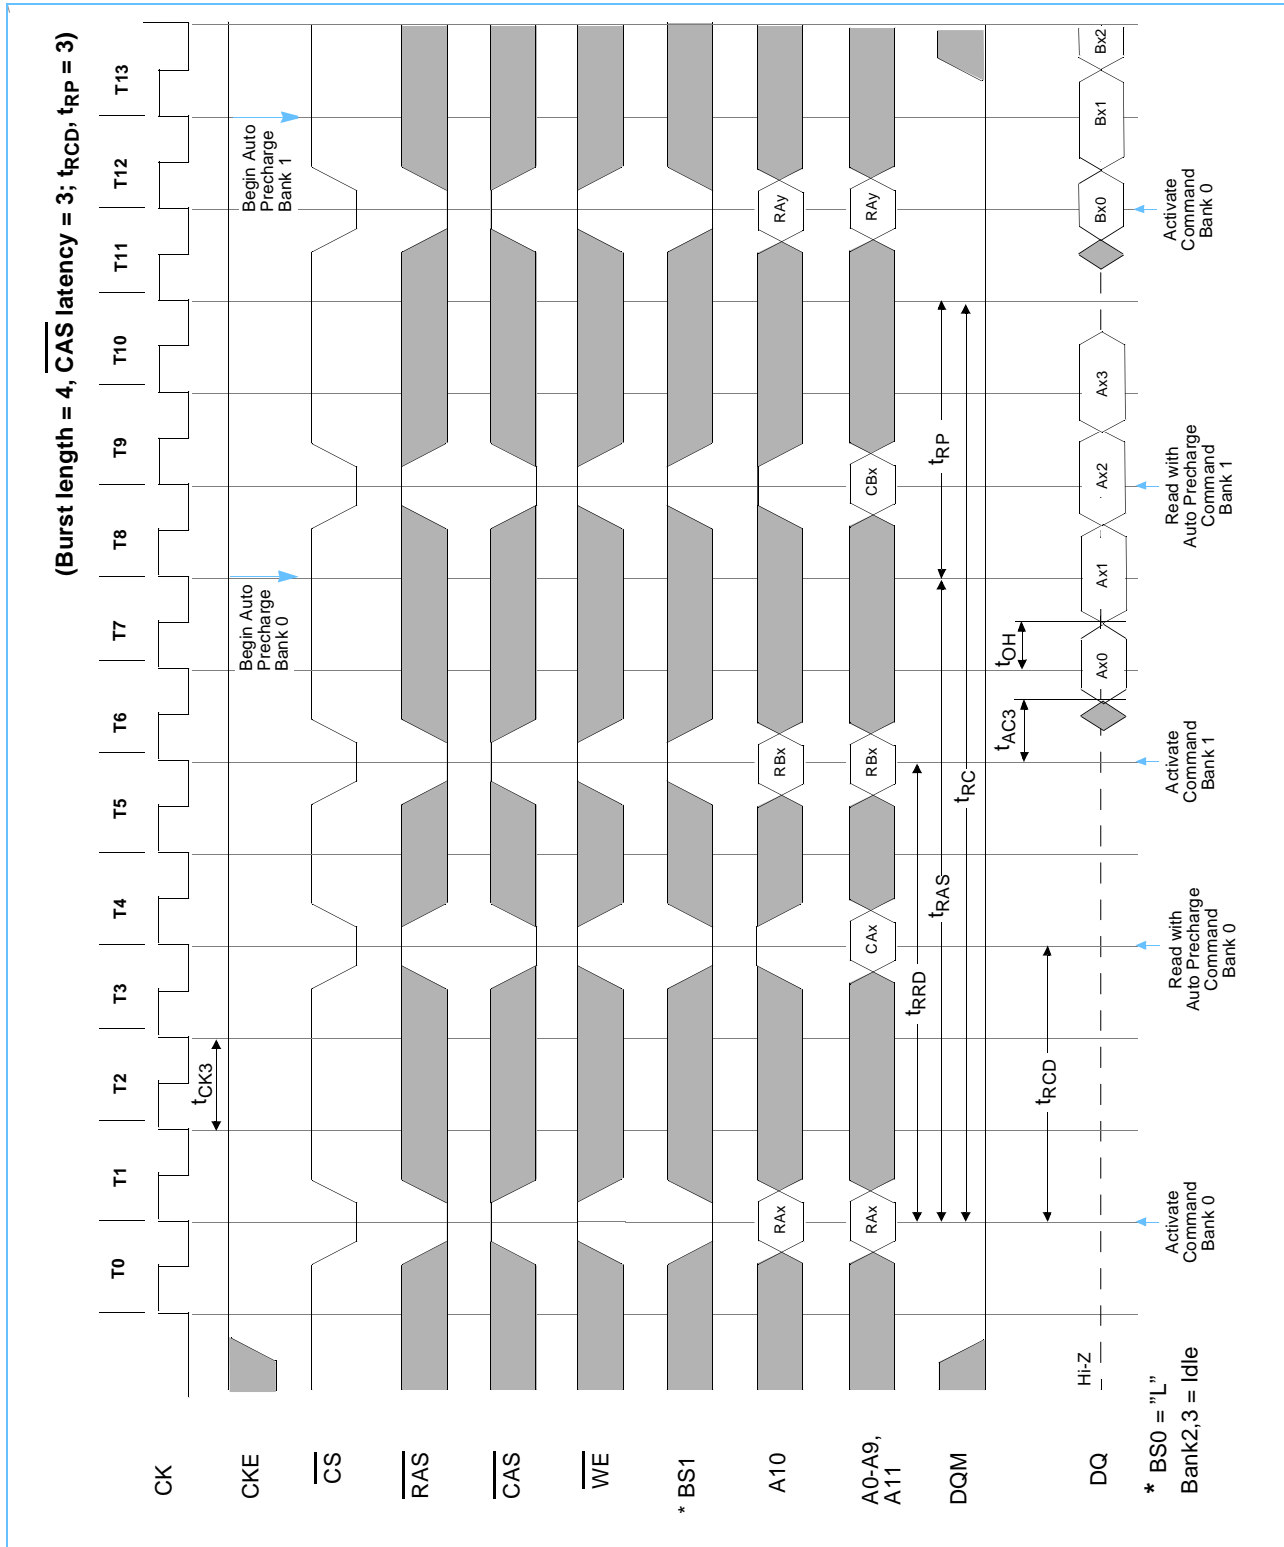 (Burst length = 4, CAS latency = 3; tRCD, tRP = 3)
T0 T1 T2 T3 T4 T5 T6 T7 T8 T9 T10 T11 T12 T13
CK
tCK3
CKE
Begin Auto
Precharge
Bank 0
Begin Auto
Precharge
Bank 1
CS
RAS
CAS
WE
* BS1
A10
RAx RBx RAy
A0-A9,
A11
RAx CAx RBx CBx RAy
tRRD
DQM
tRAS tRP
tRC
tAC3 tOH
tRCD
Hi-Z
DQ
Ax0 Ax1 Ax2 Ax3 Bx0 Bx1 Bx2
Activate
Command
Bank 0
Read with
Auto Precharge
Command
Bank 0
Activate
Command
Bank 1
Read with
Auto Precharge
Command
Bank 1
Activate
Command
Bank 0
* BS0 = ”L”
Bank2,3 = Idle